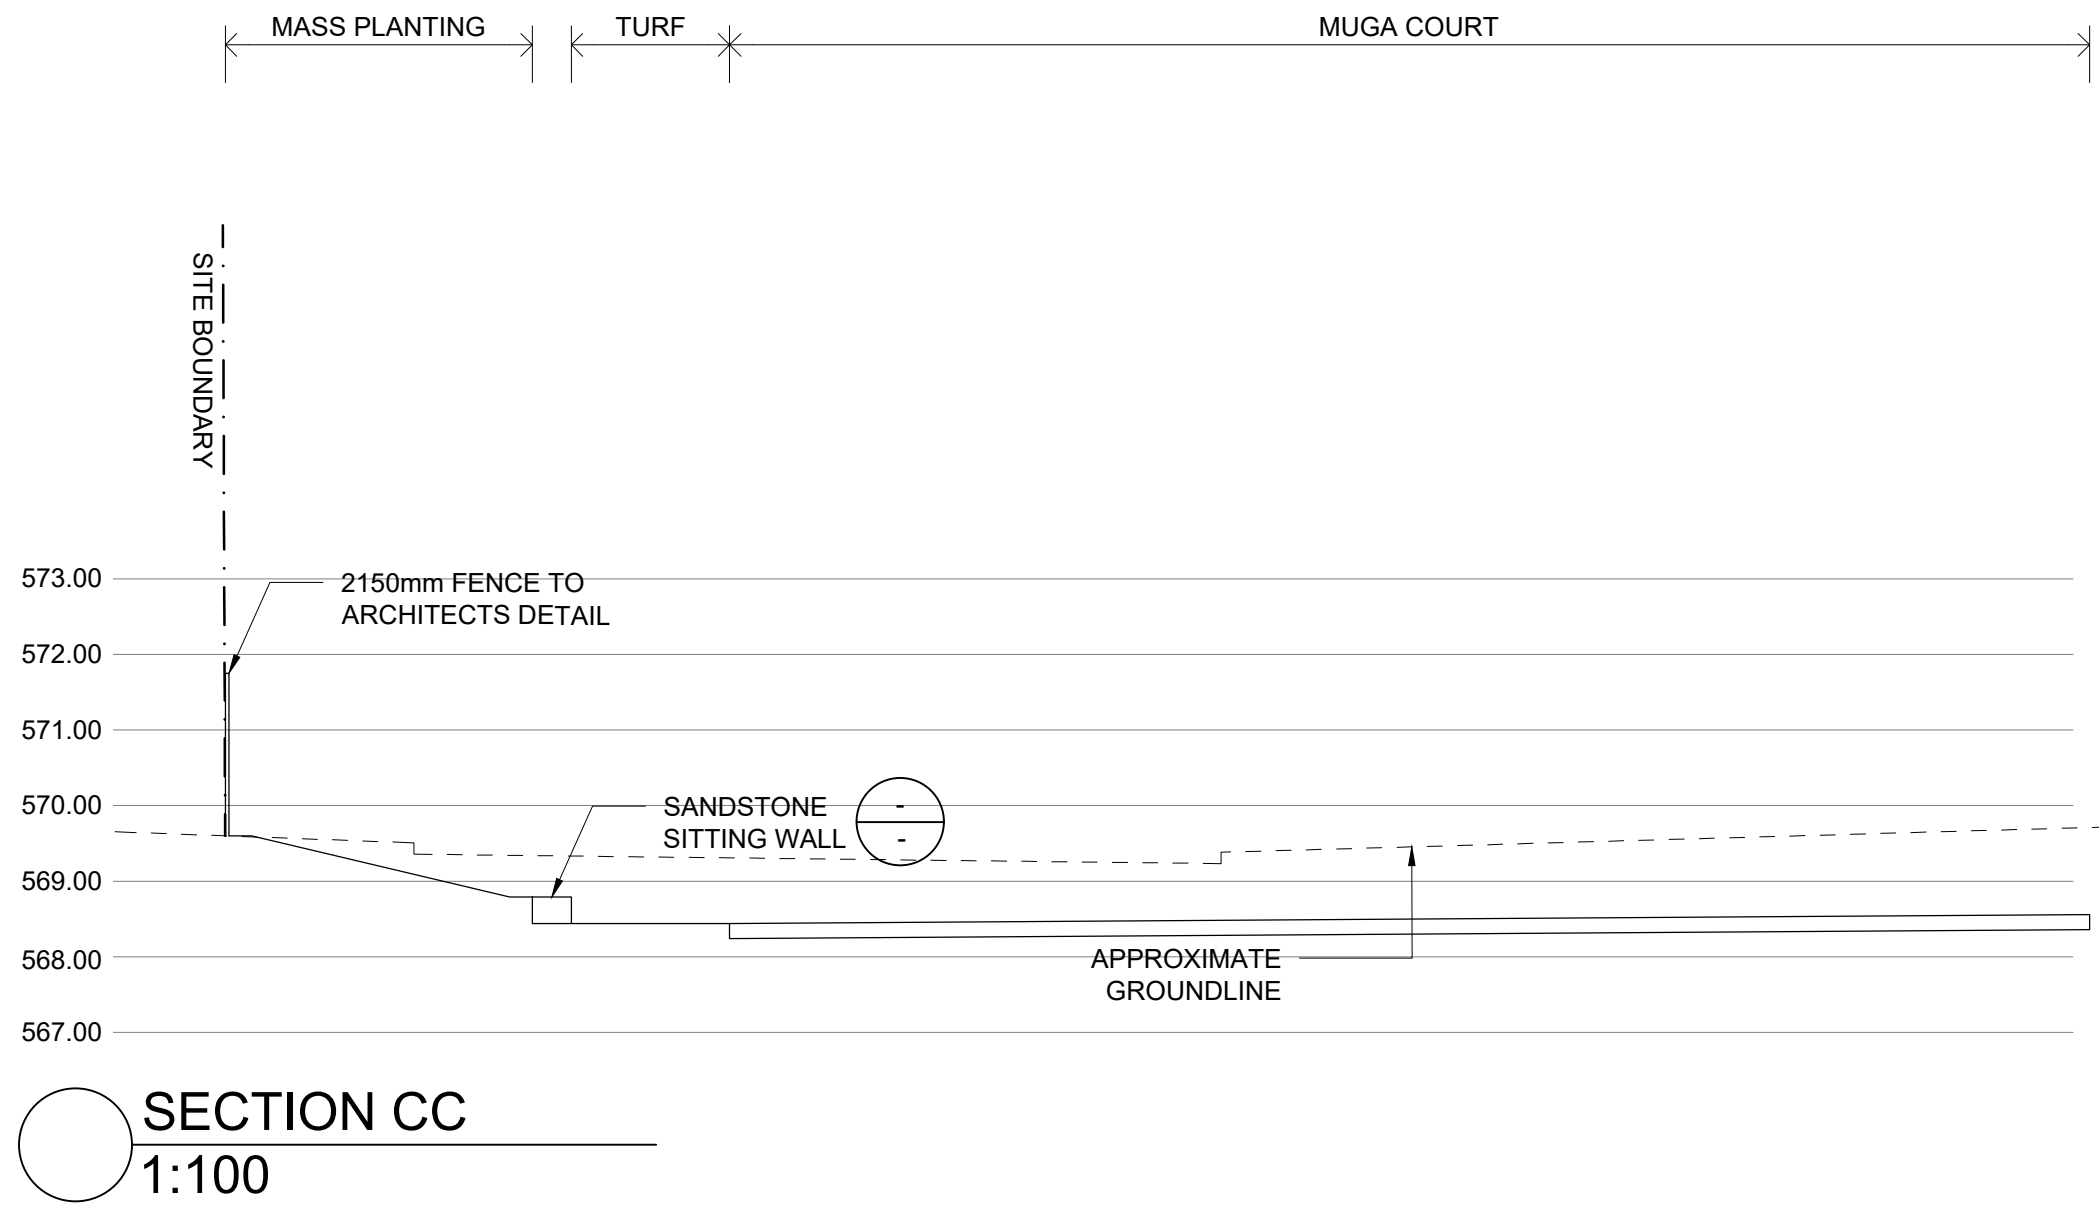 MASS PLANTING
TURF
MUGA COURT
SITE BOUNDARY
573.00
2150mm FENCE TO
ARCHITECTS DETAIL
572.00
571.00
570.00
SANDSTONE
SITTING WALL
-
-
569.00
568.00
APPROXIMATE
GROUNDLINE
567.00
SECTION CC
1:100